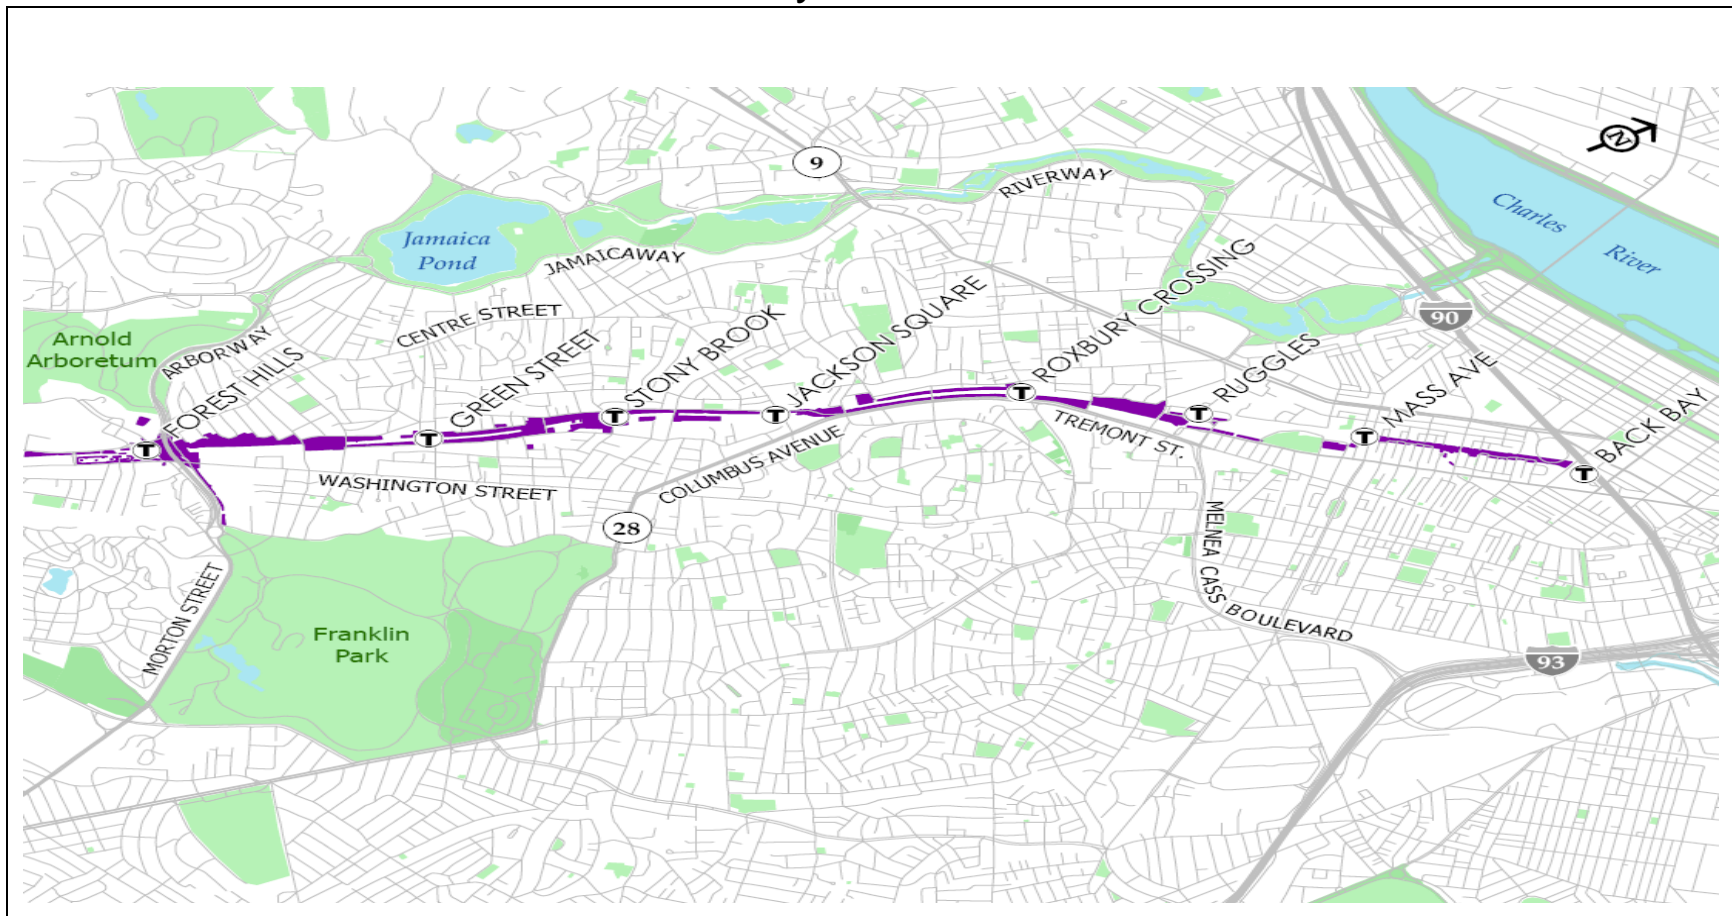 9
RIVERWAY
Charles
River
N
Jamaica
Pond
JAMAICAWAY
90
CENTRE STREET
Arnold
Arboretum
ARBORWAY
FOREST HILLS
GREEN STREET
STONY BROOK
JACKSON SQUARE
ROXBURY CROSSING
RUGGLES
MASS AVE
BACK BAY
T
T
T
T
T
T
T
T
TREMONT ST.
COLUMBUS AVENUE
WASHINGTON STREET
28
MELNEA CASS
BOULEVARD
MORTON STREET
Franklin
Park
93